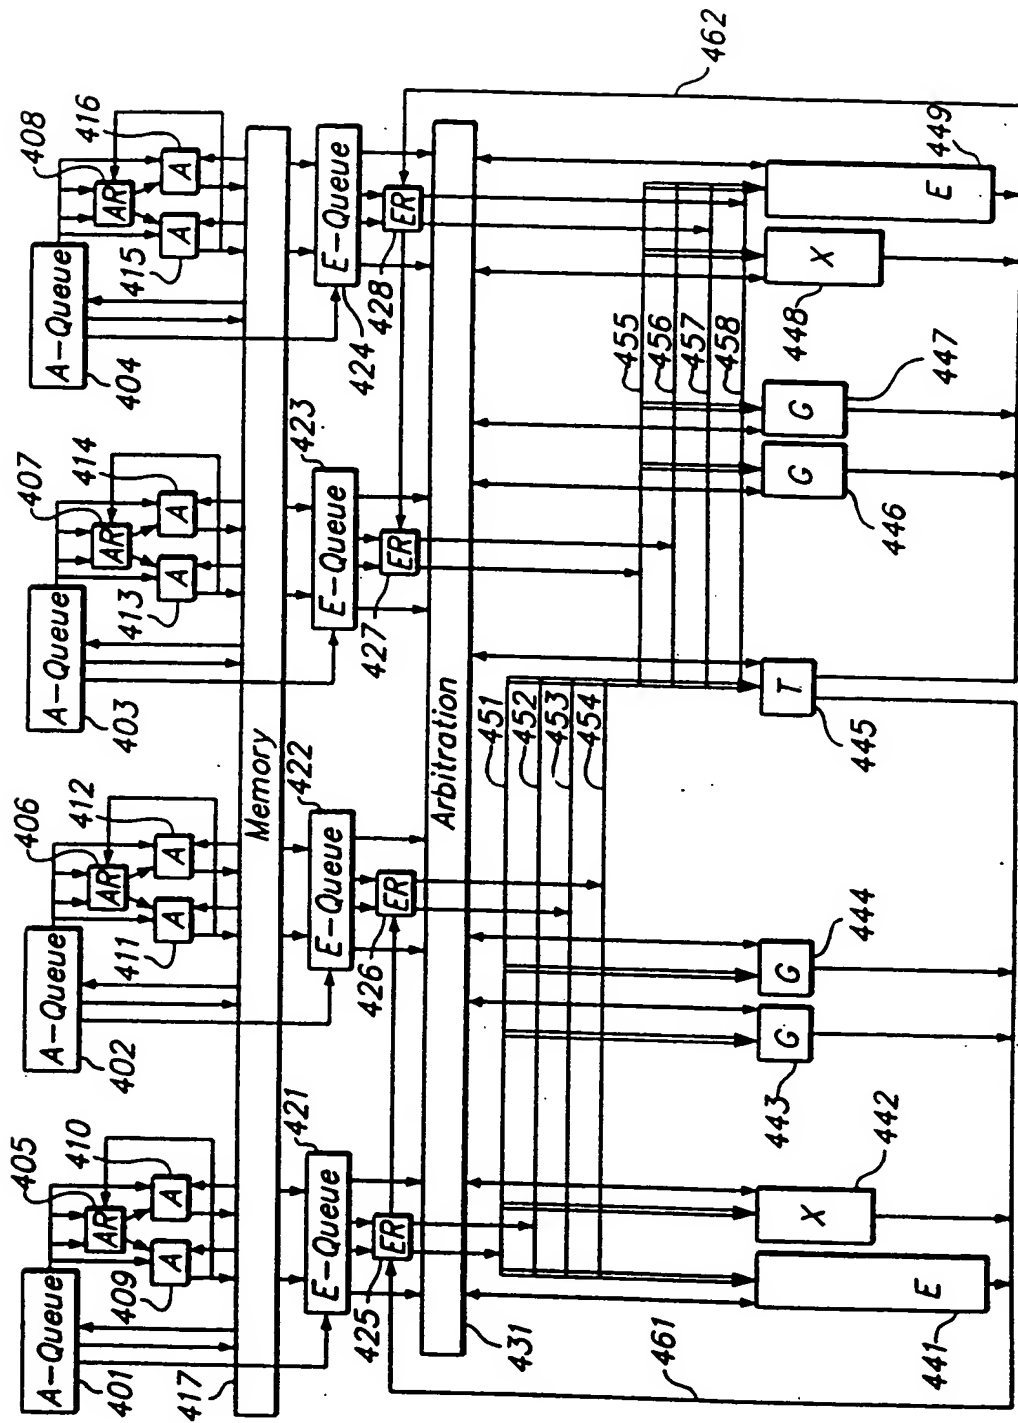 A-Queue
401
405
AR
410
A
A
409
A-Queue
402
406
AR
412
A
A
411
A-Queue
403
407
AR
414
A
A
413
A-Queue
404
408
AR
416
A
A
415
417
Memory
E-Queue
421
E-Queue
422
E-Queue
423
E-Queue
424
425
ER
426
ER
427
ER
428
ER
462
Arbitration
431
451
452
453
454
455
456
457
458
461
E
441
X
442
G
443
G
444
T
445
G
446
G
447
X
448
E
449